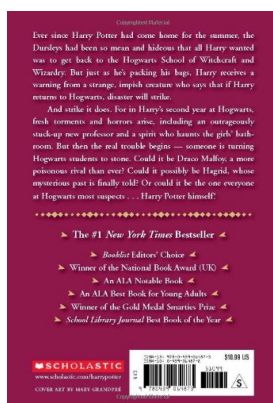 Copyrighted Material
Ever since Harry Potter had come home for the summer, the
Dursleys had been so mean and hideous that all Harry wanted
was to get back to the Hogwarts School of Witchcraft and
Wizardry. But just as he's packing his bags, Harry receives a
warning from a strange, impish creature who says that if Harry
returns to Hogwarts, disaster will strike.
And strike it does. For in Harry's second year at Hogwarts,
fresh torments and horrors arise, including an outrageously
stuck-up new professor and a spirit who haunts the girls' bath-
room. But then the real trouble begins — someone is turning
Hogwarts students to stone. Could it be Draco Malfoy, a more
poisonous rival than ever? Could it possibly be Hagrid, whose
mysterious past is finally told? Or could it be the one everyone
at Hogwarts most suspects . . . Harry Potter himself?
The #1 New York Times Bestseller
Booklist Editors' Choice
Winner of the National Book Award (UK)
An ALA Notable Book
An ALA Best Book for Young Adults
Winner of the Gold Medal Smarties Prize
School Library Journal Best Book of the Year
SCHOLASTIC
www.scholastic.com/harrypotter
COVER ART BY MARY GRANDPRÉ
$10.99 US
51099
9 780439 064873
S
Copyrighted Material